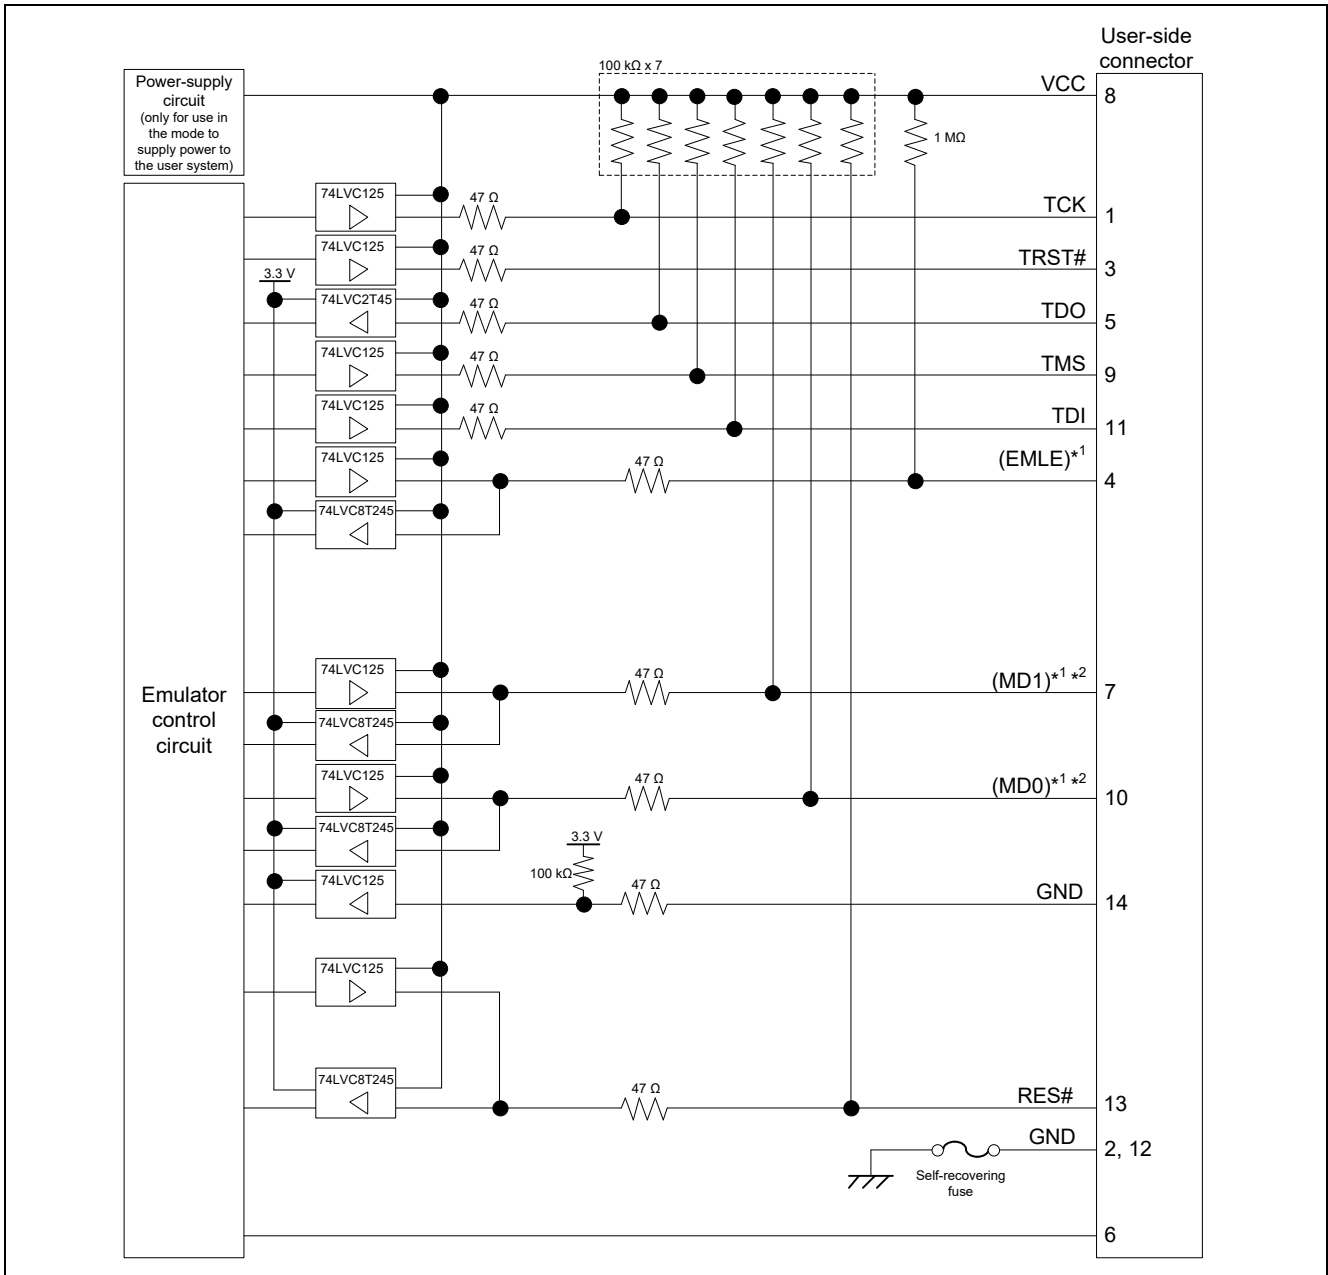 User-side
connector
Power-supply
circuit
(only for use in
the mode to
supply power to
the user system)
100 kΩ x 7
VCC
8
1 MΩ
74LVC125
47 Ω
TCK
1
74LVC125
47 Ω
TRST#
3
3.3 V
74LVC2T45
47 Ω
TDO
5
74LVC125
47 Ω
TMS
9
74LVC125
47 Ω
TDI
11
74LVC125
47 Ω
(EMLE)*1
4
74LVC8T245
Emulator
control
circuit
74LVC125
47 Ω
(MD1)*1 *2
7
74LVC8T245
74LVC125
47 Ω
(MD0)*1 *2
10
74LVC8T245
3.3 V
100 kΩ
74LVC125
47 Ω
GND
14
74LVC125
74LVC8T245
47 Ω
RES#
13
GND
2, 12
Self-recovering
fuse
6